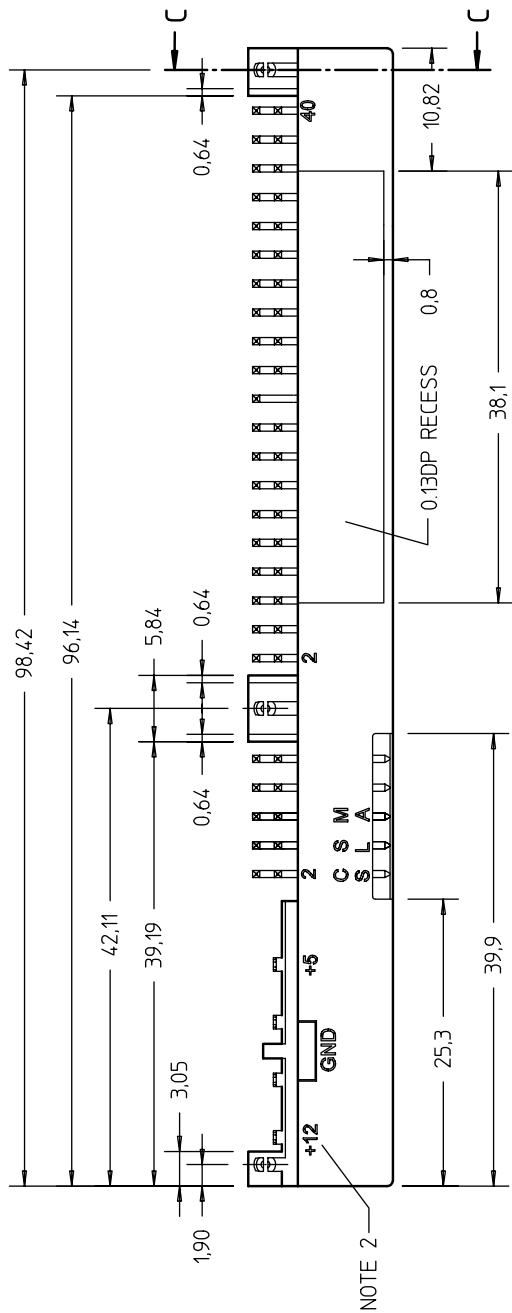 C
C
98,42
96,14
0,64
10,82
40
5,84
0,64
0,64
42,11
39,19
3,05
1,90
0,8
38,1
0.13DP RECESS
2
2
C S M
S L A
+5
GND
+12
39,9
25,3
NOTE 2